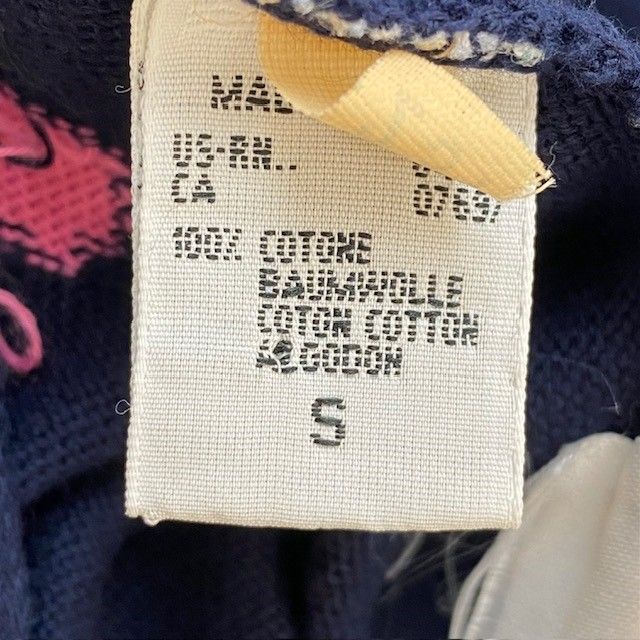 US-RN..
CA
100% COTONE
BAUMWOLLE
COTON COTTON
ALGODON
S